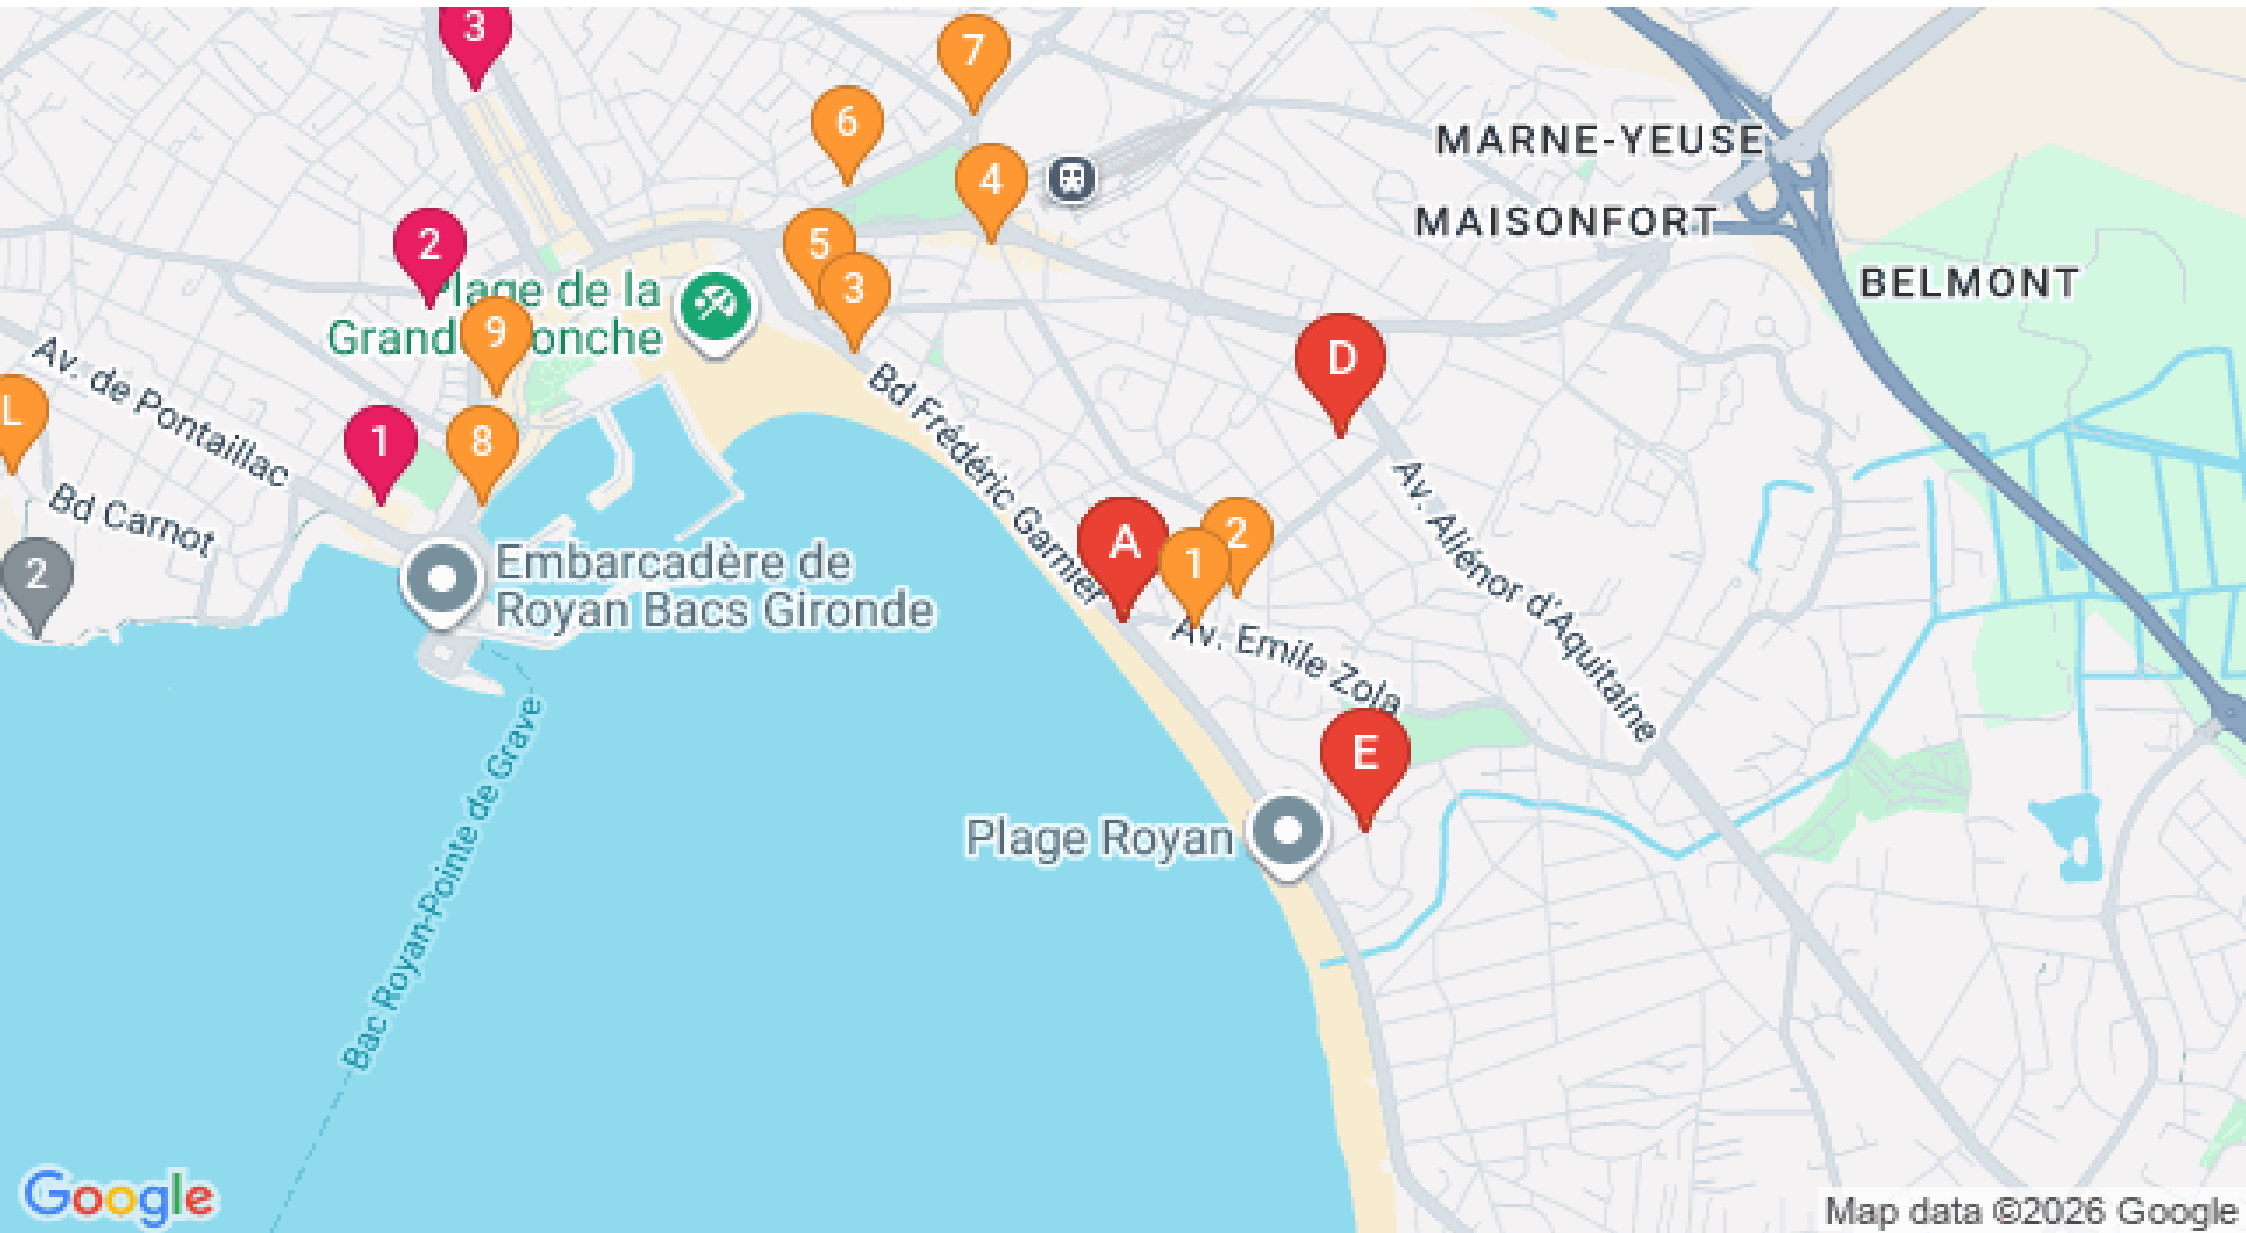 3
7
6
MARNE-YEUSE
4
MAISONFORT
2
5
BELMONT
Plage de la
Grand onche
3
9
D
Av. de Pontaillac
Bd Frédéric Garnier
L
1
8
Av. Aliénor d'Aquitaine
Bd Carnot
A
2
1
2
Embarcadère de
Royan Bacs Gironde
Av. Emile Zola
E
Bac Royan-Pointe de Grave
Plage Royan
Google
Map data ©2026 Google